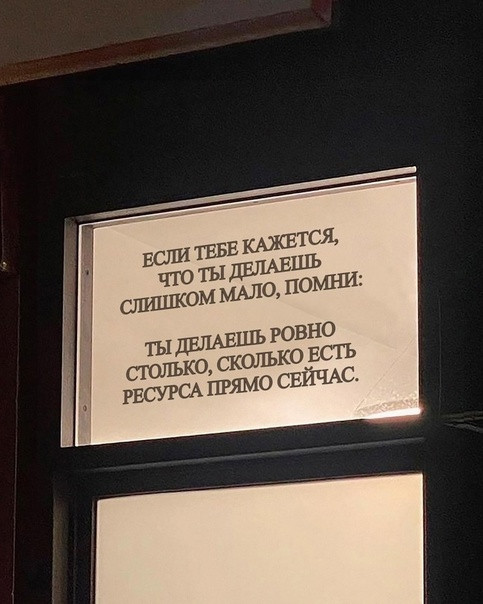 ЕСЛИ ТЕБЕ КАЖЕТСЯ,
ЧТО ТЫ ДЕЛАЕШЬ
СЛИШКОМ МАЛО, ПОМНИ:
ТЫ ДЕЛАЕШЬ РОВНО
СТОЛЬКО, СКОЛЬКО ЕСТЬ
РЕСУРСА ПРЯМО СЕЙЧАС.